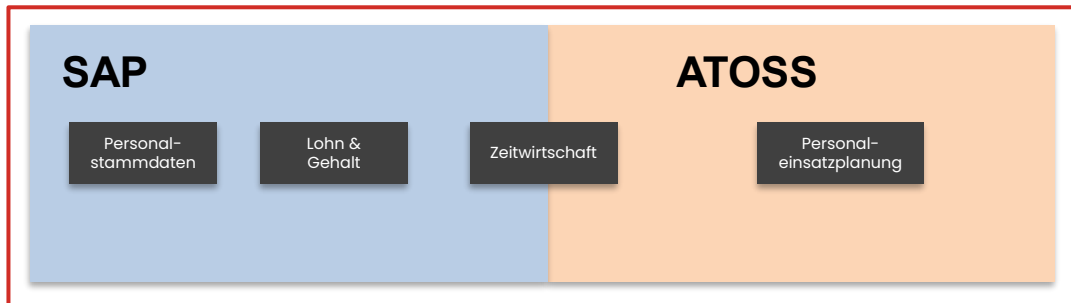 SAP
ATOSS
Personal-
stammdaten
Lohn &
Gehalt
Zeitwirtschaft
Personal-
einsatzplanung